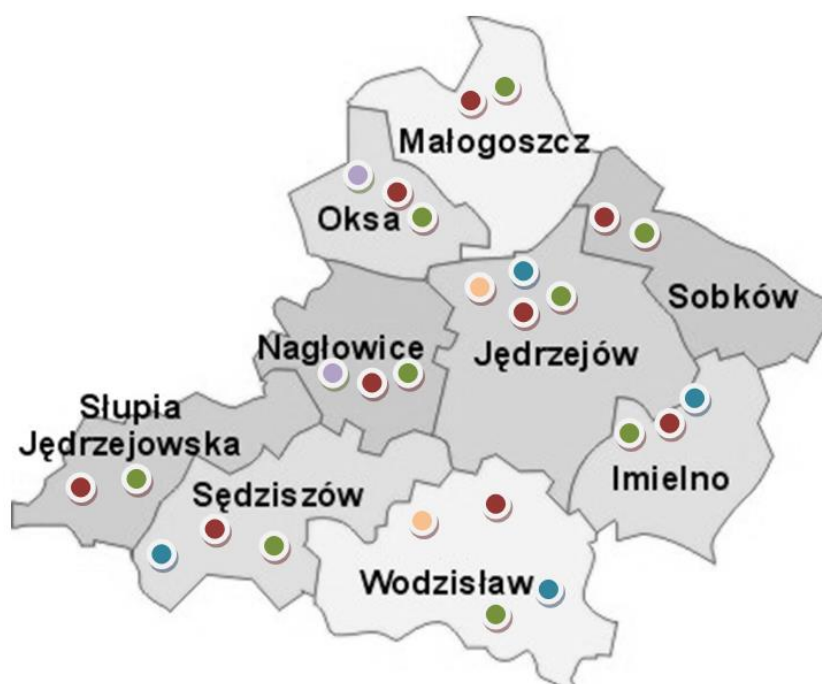 Małogoszcz
Oksa
Sobków
Nagłowice
Jędrzejów
Słupia
Jędrzejowska
Sędziszów
Imielno
Wodzisław